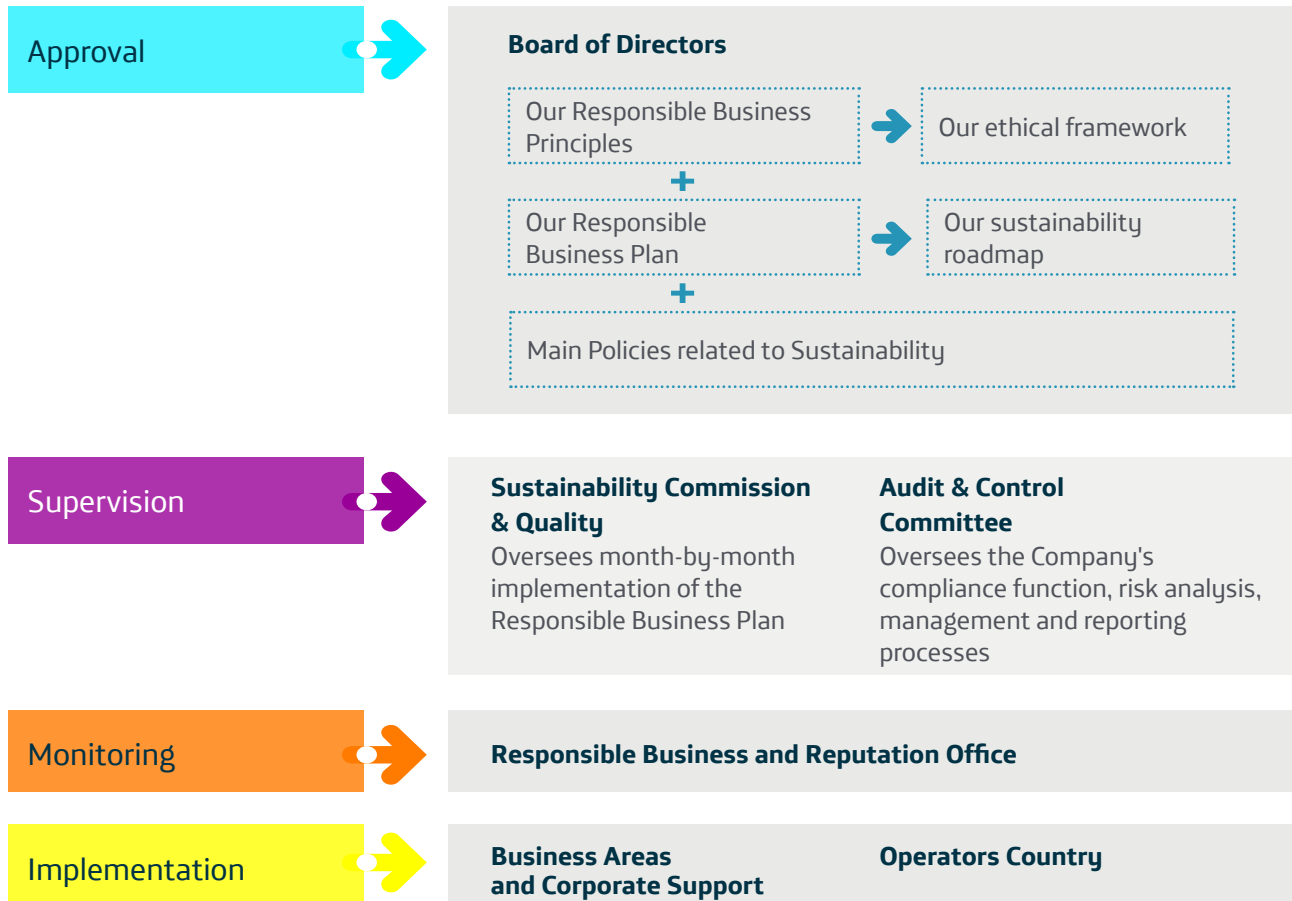 Approval
Board of Directors
Our Responsible Business
Principles
Our ethical framework
+
Our Responsible
Business Plan
Our sustainability
roadmap
+
Main Policies related to Sustainability
Supervision
Sustainability Commission
& Quality
Oversees month-by-month
implementation of the
Responsible Business Plan
Audit & Control
Committee
Oversees the Company's
compliance function, risk analysis,
management and reporting
processes
Monitoring
Responsible Business and Reputation Office
Implementation
Business Areas
and Corporate Support
Operators Country